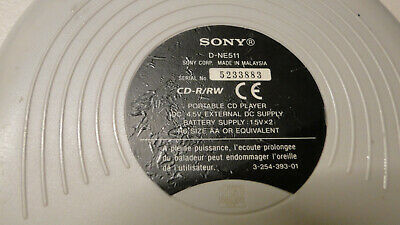 SONY®
D-NE511
SONY CORP. MADE IN MALAYSIA
SERIAL No. 5233883
CD-R/RW CE
PORTABLE CD PLAYER
DC 4.5V EXTERNAL DC SUPPLY
BATTERY SUPPLY : 1.5V×2
R6 SIZE AA OR EQUIVALENT
A pleine puissance, l'ecoute prolongee
du baladeur peut endommager l'oreille
de l'utilisateur.
3-254-393-01